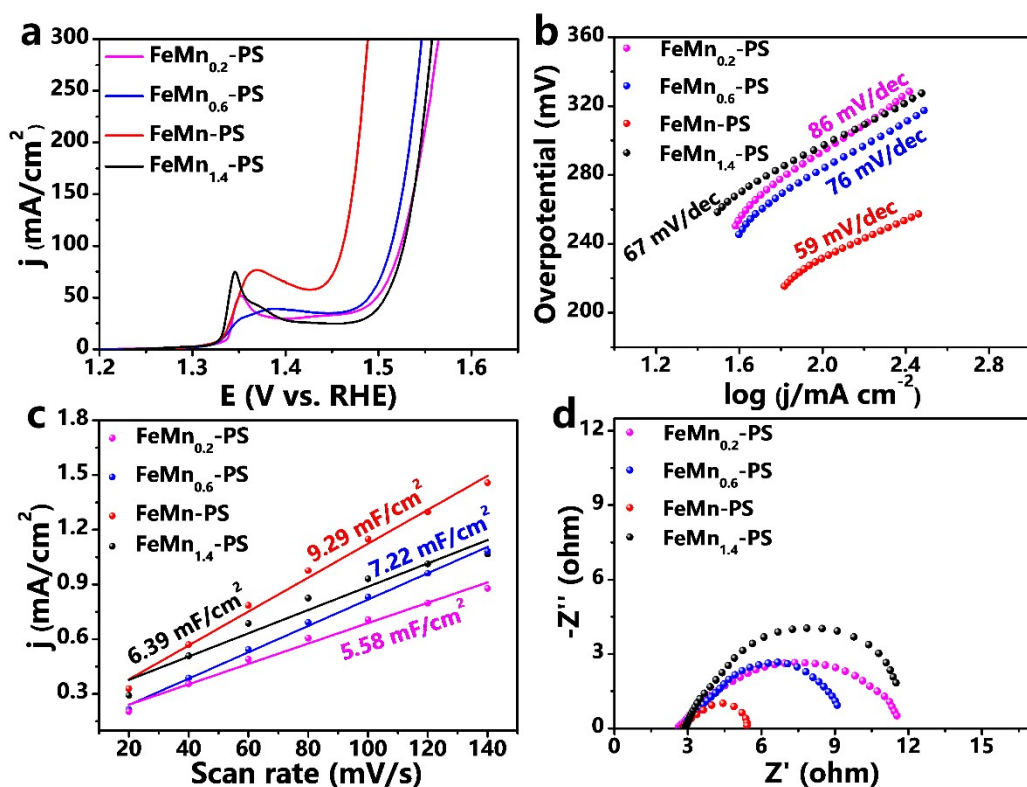 a
300
250
200
150
100
50
0
j (mA/cm²)
FeMn₀.₂-PS
FeMn₀.₆-PS
FeMn-PS
FeMn₁.₄-PS
1.2 1.3 1.4 1.5 1.6
E (V vs. RHE)
b
360
320
280
240
200
Overpotential (mV)
FeMn₀.₂-PS
FeMn₀.₆-PS
FeMn-PS
FeMn₁.₄-PS
86 mV/dec
76 mV/dec
67 mV/dec
59 mV/dec
1.2 1.6 2.0 2.4 2.8
log (j/mA cm⁻²)
c
1.8
1.5
1.2
0.9
0.6
0.3
j (mA/cm²)
FeMn₀.₂-PS
FeMn₀.₆-PS
FeMn-PS
FeMn₁.₄-PS
9.29 mF/cm²
7.22 mF/cm²
6.39 mF/cm²
5.58 mF/cm²
20 40 60 80 100 120 140
Scan rate (mV/s)
d
12
9
6
3
0
-Z'' (ohm)
FeMn₀.₂-PS
FeMn₀.₆-PS
FeMn-PS
FeMn₁.₄-PS
0 3 6 9 12 15
Z' (ohm)